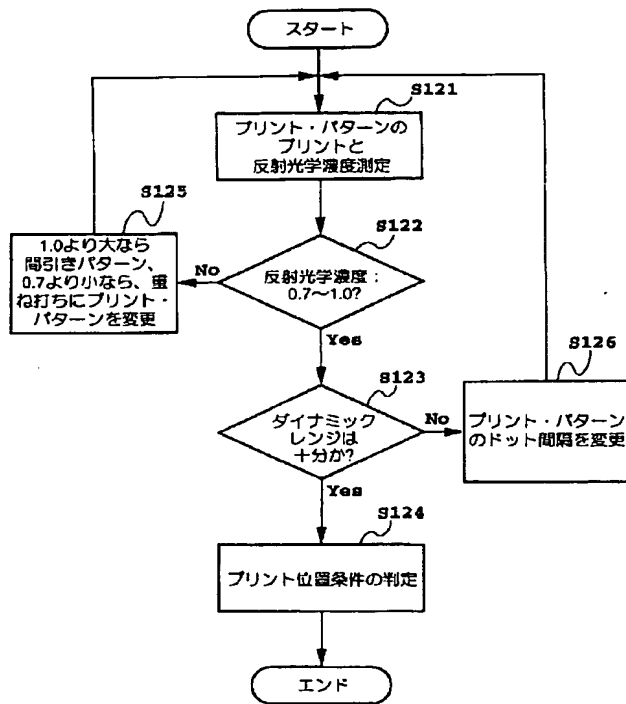 スタート
S121
プリント・パターンの
プリントと
反射光学濃度測定
S125
1.0より大なら
間引きパターン、
0.7より小なら、重
ね打ちにプリント・
パターンを変更
No
S122
反射光学濃度：
0.7〜1.0?
Yes
S123
ダイナミック
レンジは
十分か?
No
S126
プリント・パターン
のドット間隔を変更
Yes
S124
プリント位置条件の判定
エンド